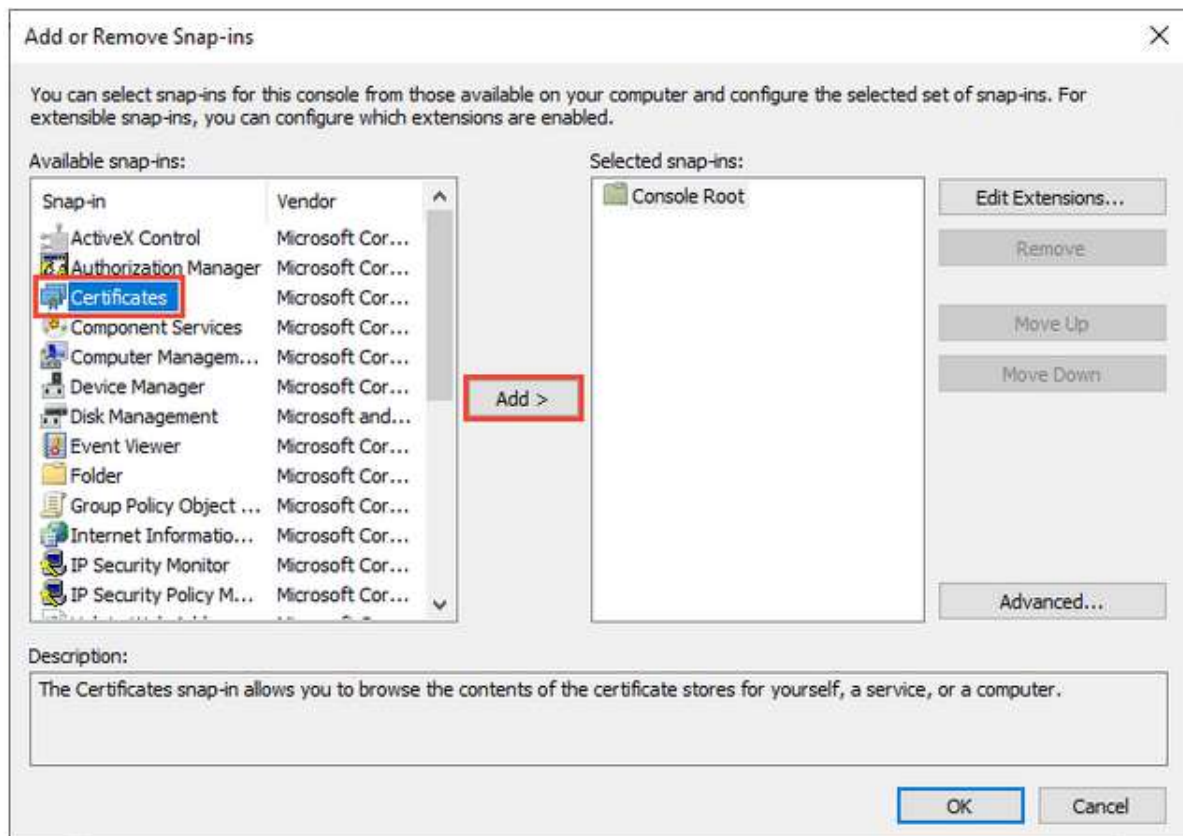 Add or Remove Snap-ins
You can select snap-ins for this console from those available on your computer and configure the selected set of snap-ins. For
extensible snap-ins, you can configure which extensions are enabled.
Available snap-ins:
Snap-in Vendor
ActiveX Control Microsoft Cor...
Authorization Manager Microsoft Cor...
Certificates Microsoft Cor...
Component Services Microsoft Cor...
Computer Managem... Microsoft Cor...
Device Manager Microsoft Cor...
Disk Management Microsoft and...
Event Viewer Microsoft Cor...
Folder Microsoft Cor...
Group Policy Object ... Microsoft Cor...
Internet Informatio... Microsoft Cor...
IP Security Monitor Microsoft Cor...
IP Security Policy M... Microsoft Cor...
Add >
Selected snap-ins:
Console Root
Edit Extensions...
Remove
Move Up
Move Down
Advanced...
Description:
The Certificates snap-in allows you to browse the contents of the certificate stores for yourself, a service, or a computer.
OK
Cancel